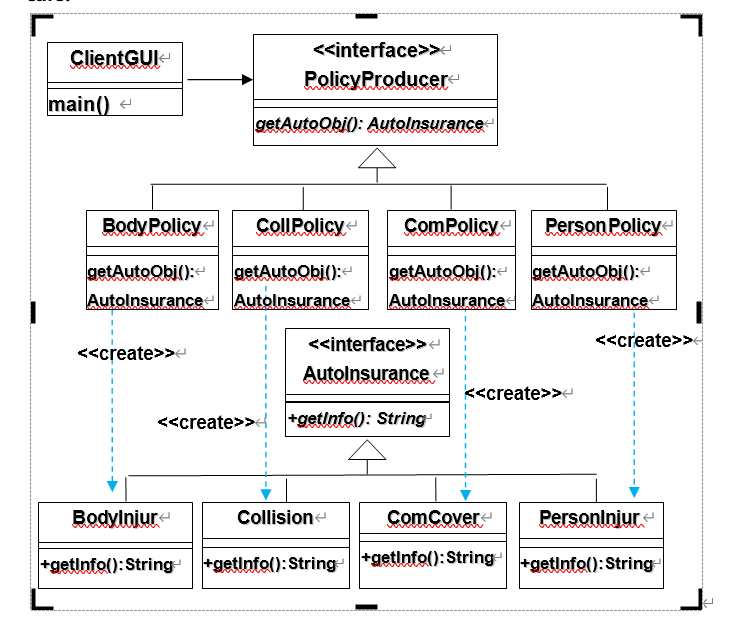 ClientGUI
main()
<<interface>>
PolicyProducer
getAutoObj(): AutoInsurance
BodyPolicy
getAutoObj():
AutoInsurance
CollPolicy
getAutoObj():
AutoInsurance
ComPolicy
getAutoObj():
AutoInsurance
PersonPolicy
getAutoObj():
AutoInsurance
<<create>>
<<create>>
<<interface>>
AutoInsurance
+getInfo(): String
<<create>>
<<create>>
BodyInjur
+getInfo():String
Collision
+getInfo():String
ComCover
+getInfo():String
PersonInjur
+getInfo():String